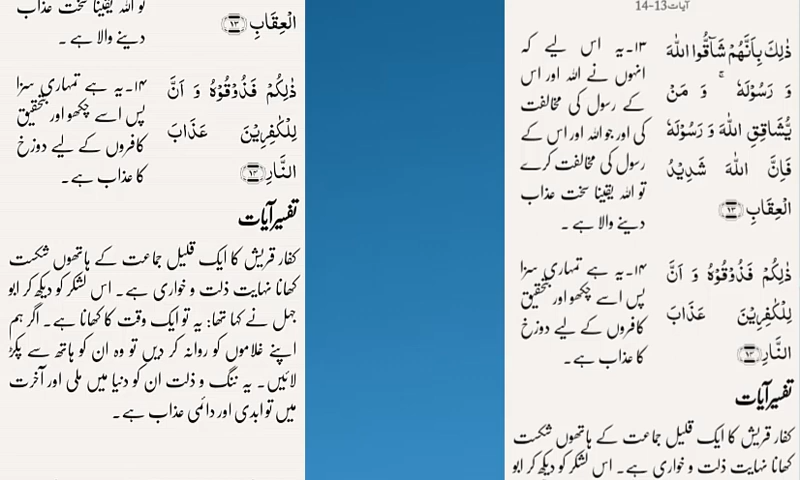 آیات 13-14
ذٰلِکَ بِاَنَّہُمۡ شَآقُّوا اللّٰہَ
وَ رَسُوۡلَہٗ ۚ وَ مَنۡ
یُّشَاقِقِ اللّٰہَ وَ رَسُوۡلَہٗ
فَاِنَّ اللّٰہَ شَدِیۡدُ
الۡعِقَابِ﴿۱۳﴾
۱۳۔یہ اس لیے کہ
انہوں نے اللہ اور اس
کے رسول کی مخالفت
کی اور جو اللہ اور اس کے
رسول کی مخالفت کرے
تو اللہ یقینا سخت عذاب
دینے والا ہے ۔
ذٰلِکُمۡ فَذُوۡقُوۡہُ وَ اَنَّ
لِلۡکٰفِرِیۡنَ عَذَابَ
النَّارِ﴿۱۴﴾
۱۴۔یہ ہے تمہاری سزا
پس اسے چکھو اور بتحقیق
کافروں کے لیے دوزخ
کا عذاب ہے۔
تفسیر آیات
کفار قریش کا ایک قلیل جماعت کے ہاتھوں شکست
کھانا نہایت ذلت و خواری ہے۔ اس لشکر کو دیکھ کر ابو
الۡعِقَابِ﴿۱۳﴾
تو اللہ یقینا سخت عذاب
دینے والا ہے ۔
ذٰلِکُمۡ فَذُوۡقُوۡہُ وَ اَنَّ
لِلۡکٰفِرِیۡنَ عَذَابَ
النَّارِ﴿۱۴﴾
۱۴۔یہ ہے تمہاری سزا
پس اسے چکھو اور بتحقیق
کافروں کے لیے دوزخ
کا عذاب ہے۔
تفسیر آیات
کفار قریش کا ایک قلیل جماعت کے ہاتھوں شکست
کھانا نہایت ذلت و خواری ہے۔ اس لشکر کو دیکھ کر ابو
جہل نے کہا تھا: یہ تو ایک وقت کا کھانا ہے۔ اگر ہم
اپنے غلاموں کو روانہ کر دیں تو وہ ان کو ہاتھ سے پکڑ
لائیں۔ یہ ننگ و ذلت ان کو دنیا میں ملی اور آخرت
میں تو ابدی اور دائمی عذاب ہے۔